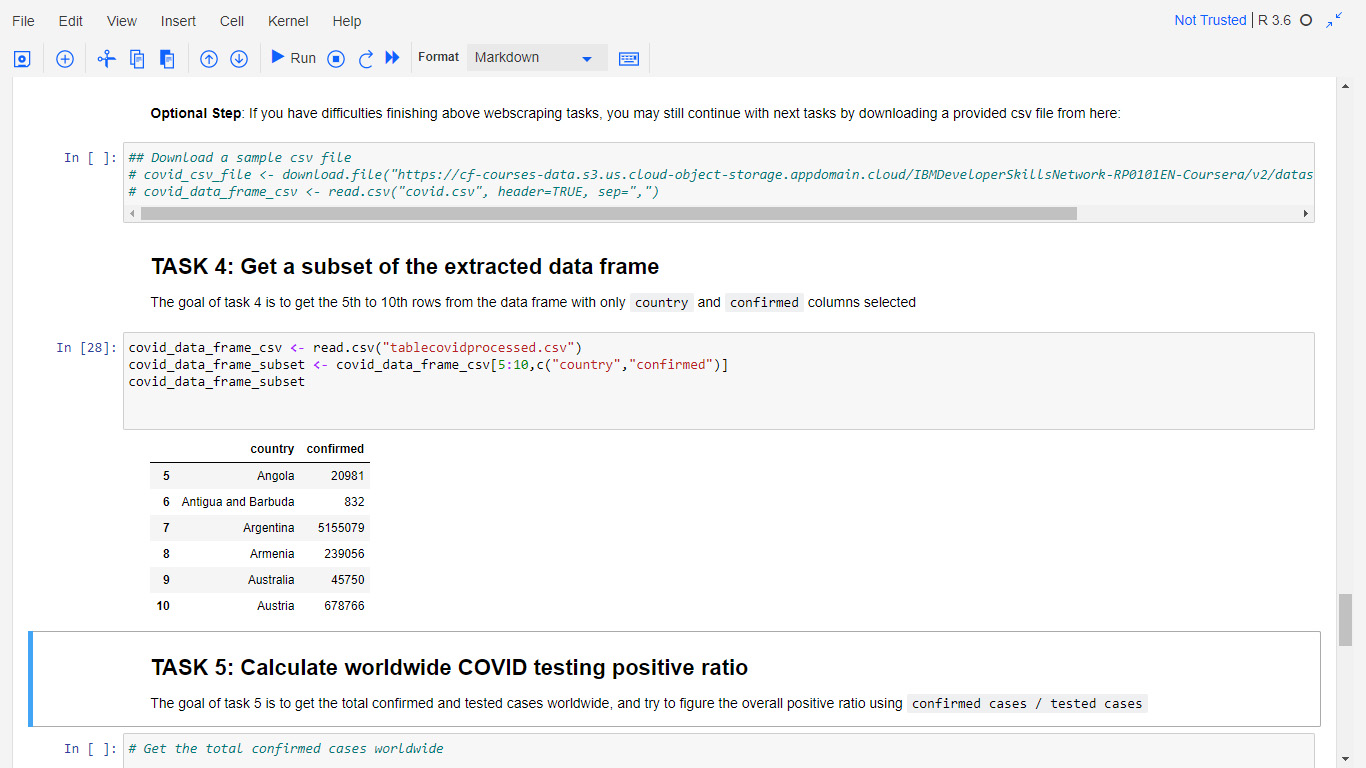 File Edit View Insert Cell Kernel Help Not Trusted R 3.6
Run Format Markdown
Optional Step: If you have difficulties finishing above webscraping tasks, you may still continue with next tasks by downloading a provided csv file from here:
In [ ]: ## Download a sample csv file
# covid_csv_file <- download.file("https://cf-courses-data.s3.us.cloud-object-storage.appdomain.cloud/IBMDeveloperSkillsNetwork-RP0101EN-Coursera/v2/datas
# covid_data_frame_csv <- read.csv("covid.csv", header=TRUE, sep=",")
TASK 4: Get a subset of the extracted data frame
The goal of task 4 is to get the 5th to 10th rows from the data frame with only country and confirmed columns selected
In [28]: covid_data_frame_csv <- read.csv("tablecovidprocessed.csv")
covid_data_frame_subset <- covid_data_frame_csv[5:10,c("country","confirmed")]
covid_data_frame_subset
country confirmed
5 Angola 20981
6 Antigua and Barbuda 832
7 Argentina 5155079
8 Armenia 239056
9 Australia 45750
10 Austria 678766
TASK 5: Calculate worldwide COVID testing positive ratio
The goal of task 5 is to get the total confirmed and tested cases worldwide, and try to figure the overall positive ratio using confirmed cases / tested cases
In [ ]: # Get the total confirmed cases worldwide